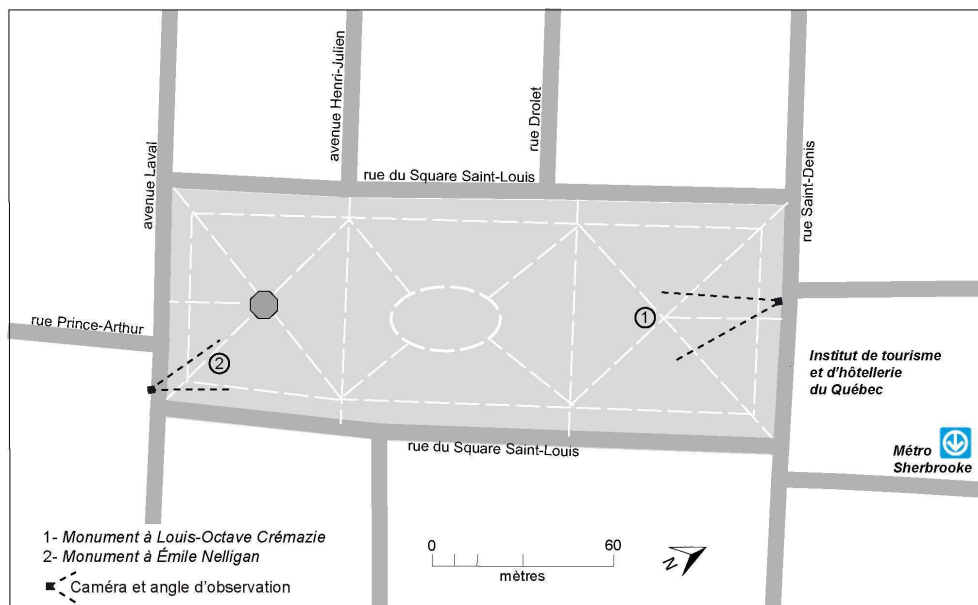 avenue Laval
avenue Henri-Julien
rue Drolet
rue Saint-Denis
rue du Square Saint-Louis
rue Prince-Arthur
1
2
Institut de tourisme
et d'hôtellerie
du Québec
rue du Square Saint-Louis
Métro
Sherbrooke
1- Monument à Louis-Octave Crémazie
2- Monument à Émile Nelligan
Caméra et angle d'observation
0 60
mètres
N